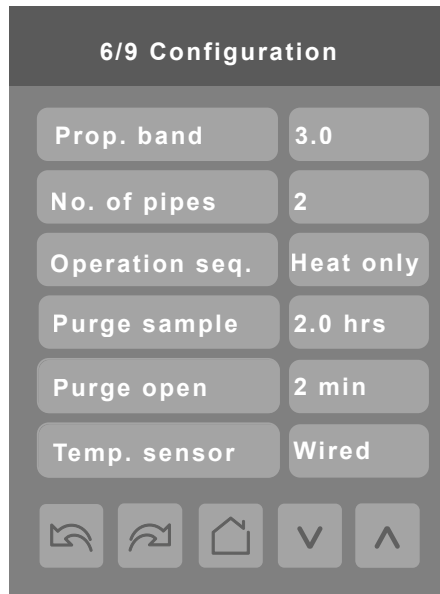 6/9 Configuration
Prop. band 3.0
No. of pipes 2
Operation seq. Heat only
Purge sample 2.0 hrs
Purge open 2 min
Temp. sensor Wired